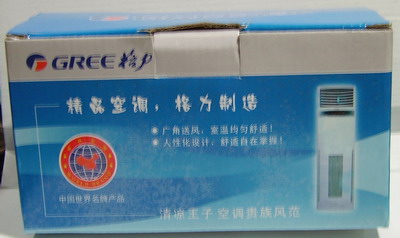 GREE 格力
精品空调,格力制造
广角送风,室温均匀舒适!
人性化设计,舒适自在掌握!
中国世界名牌产品
清凉王子 空调贵族风范